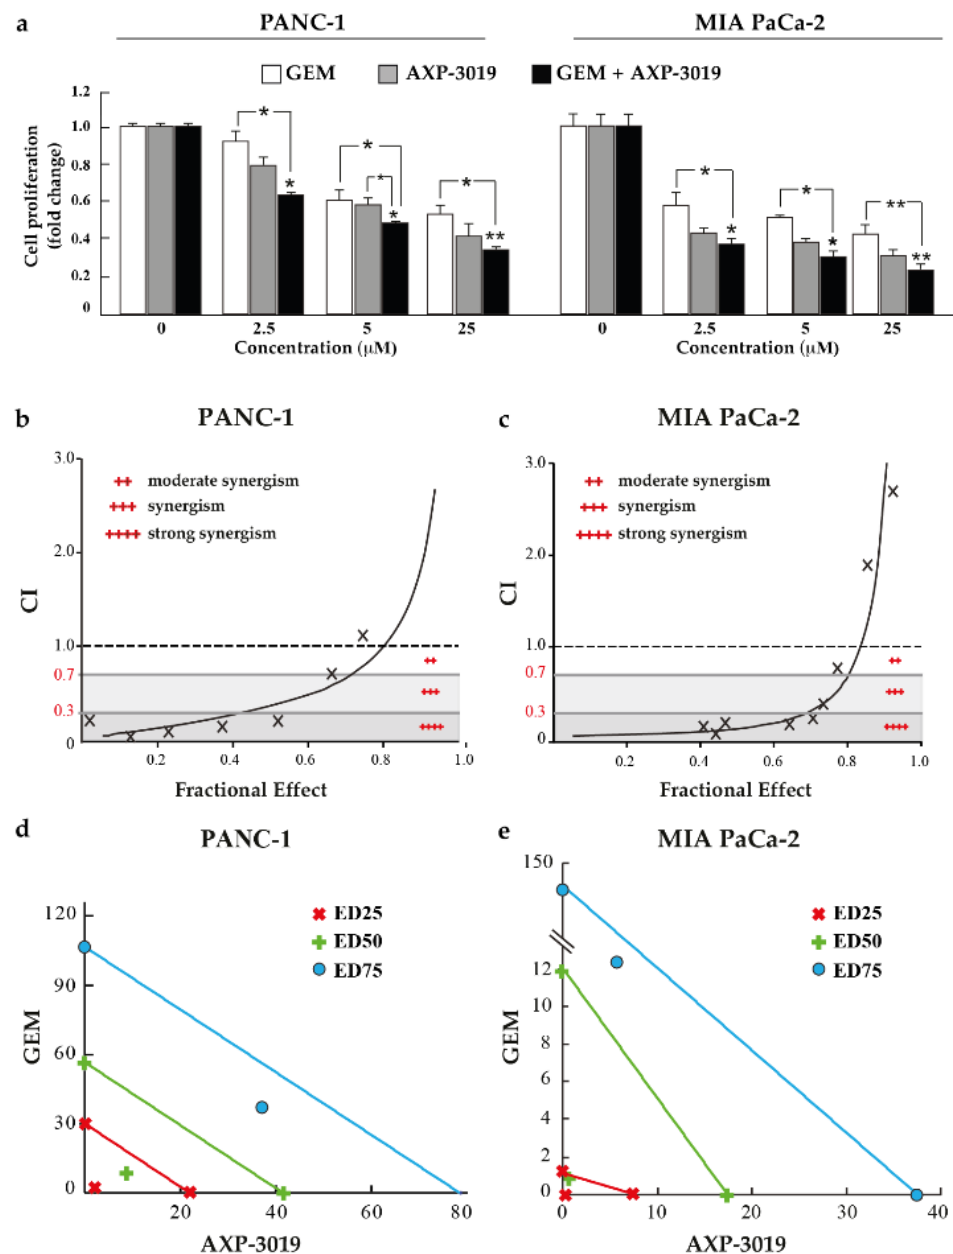 a
PANC-1
MIA PaCa-2
GEM AXP-3019 GEM + AXP-3019
Cell proliferation
(fold change)
1.2
1.0
0.8
0.6
0.4
0.2
0
* * * * * * ** * * * * ** **
0 2.5 5 25
Concentration (µM)
0 2.5 5 25
Concentration (µM)
b
PANC-1
CI
3.0
2.0
1.0
0.7
0.3
0
++ moderate synergism
+++ synergism
++++ strong synergism
++
+++
++++
0.2 0.4 0.6 0.8 1.0
Fractional Effect
c
MIA PaCa-2
CI
3.0
2.0
1.0
0.7
0.3
0
++ moderate synergism
+++ synergism
++++ strong synergism
++
+++
++++
0.2 0.4 0.6 0.8 1.0
Fractional Effect
d
PANC-1
GEM
120
90
60
30
0
ED25
ED50
ED75
20 40 60 80
AXP-3019
e
MIA PaCa-2
GEM
150
12
10
8
6
4
2
0
ED25
ED50
ED75
0 10 20 30 40
AXP-3019